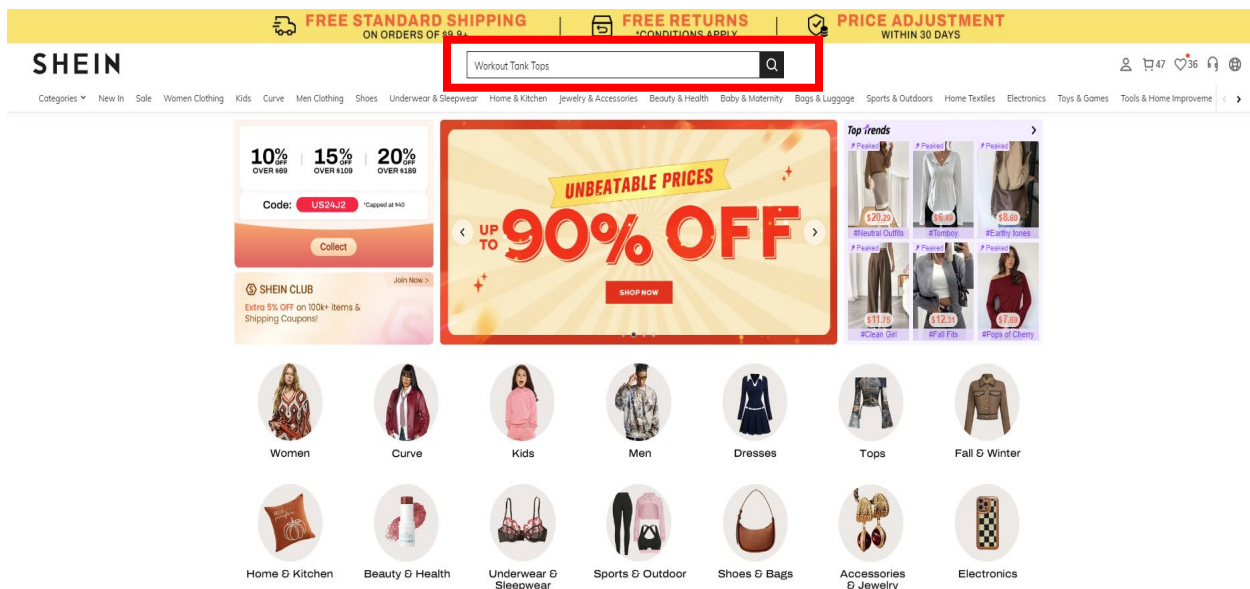 FREE STANDARD SHIPPING
ON ORDERS OF $9.9+
FREE RETURNS
*CONDITIONS APPLY
PRICE ADJUSTMENT
WITHIN 30 DAYS
SHEIN
Workout Tank Tops
47
36
Categories New In Sale Women Clothing Kids Curve Men Clothing Shoes Underwear & Sleepwear Home & Kitchen Jewelry & Accessories Beauty & Health Baby & Maternity Bags & Luggage Sports & Outdoors Home Textiles Electronics Toys & Games Tools & Home Improveme
10% OFF
OVER $69
15% OFF
OVER $109
20% OFF
OVER $189
Code: US24J2 *Capped at $40
Collect
Join Now >
SHEIN CLUB
Extra 5% OFF on 100k+ items &
Shipping Coupons!
UNBEATABLE PRICES
UP TO 90% OFF
SHOP NOW
Top Trends
Peaked Peaked Peaked
$20.29 $6.49 $8.60
#Neutral Outfits #Tomboy #Earthy tones
Peaked Peaked Peaked
$11.75 $12.31 $7.69
#Clean Girl #Fall Fits #Pops of Cherry
Women Curve Kids Men Dresses Tops Fall & Winter
Home & Kitchen Beauty & Health Underwear & Sleepwear Sports & Outdoor Shoes & Bags Accessories & Jewelry Electronics